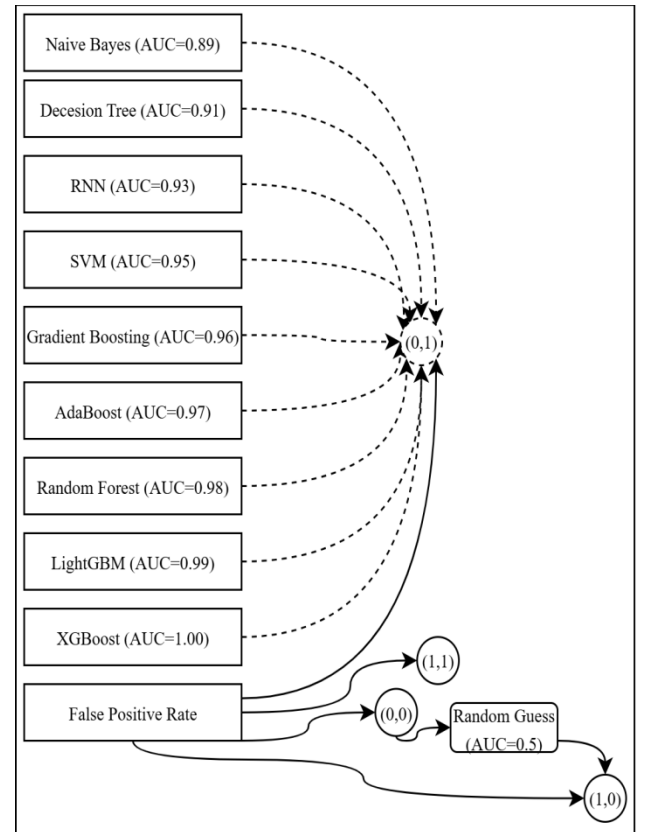 Naive Bayes (AUC=0.89)
Decesion Tree (AUC=0.91)
RNN (AUC=0.93)
SVM (AUC=0.95)
Gradient Boosting (AUC=0.96)
(0,1)
AdaBoost (AUC=0.97)
Random Forest (AUC=0.98)
LightGBM (AUC=0.99)
XGBoost (AUC=1.00)
(1,1)
False Positive Rate
(0,0)
Random Guess
(AUC=0.5)
(1,0)